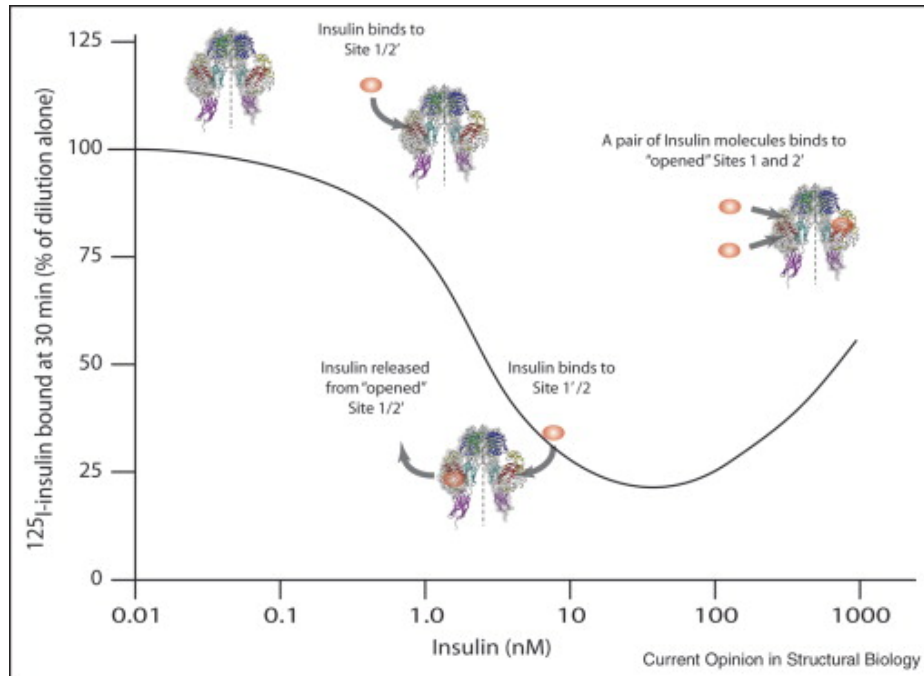 125
Insulin binds to
Site 1/2'
100
A pair of Insulin molecules binds to
“opened” Sites 1 and 2'
75
50
Insulin released
from “opened”
Site 1/2'
Insulin binds to
Site 1'/2
25
0
0.01 0.1 1.0 10 100 1000
Insulin (nM)
125I-insulin bound at 30 min (% of dilution alone)
Current Opinion in Structural Biology